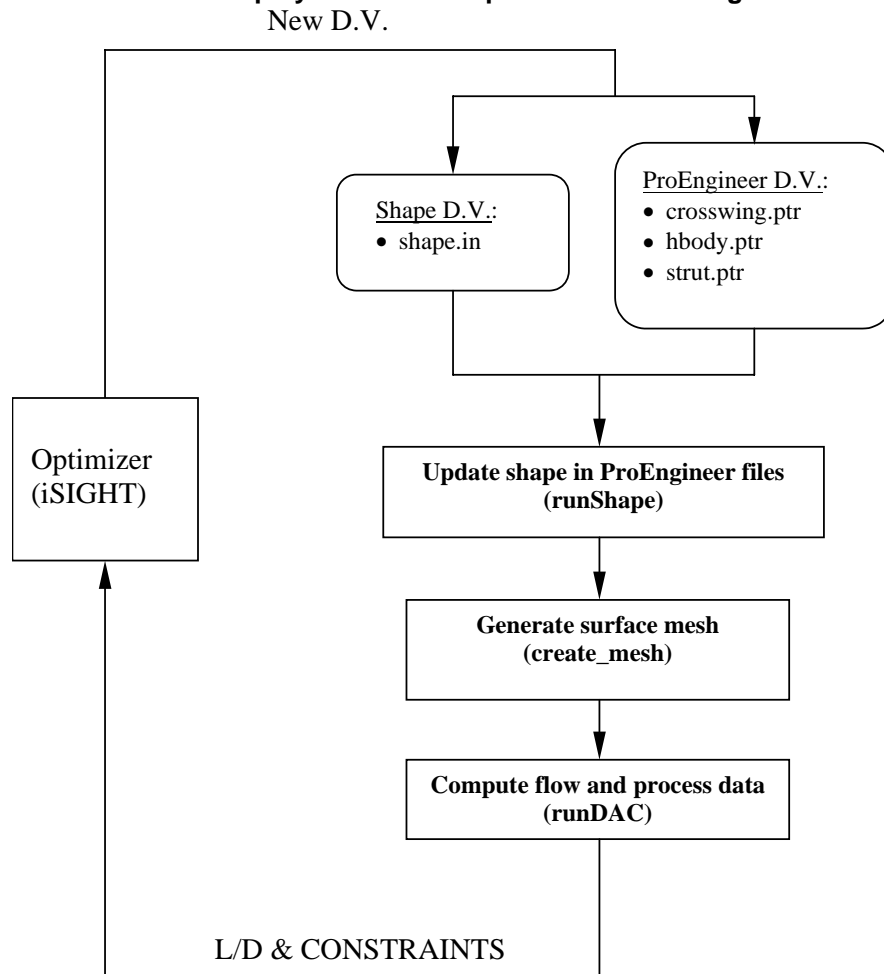 New D.V.
Shape D.V.:
• shape.in
ProEngineer D.V.:
• crosswing.ptr
• hbody.ptr
• strut.ptr
Optimizer
(iSIGHT)
Update shape in ProEngineer files
(runShape)
Generate surface mesh
(create_mesh)
Compute flow and process data
(runDAC)
L/D & CONSTRAINTS